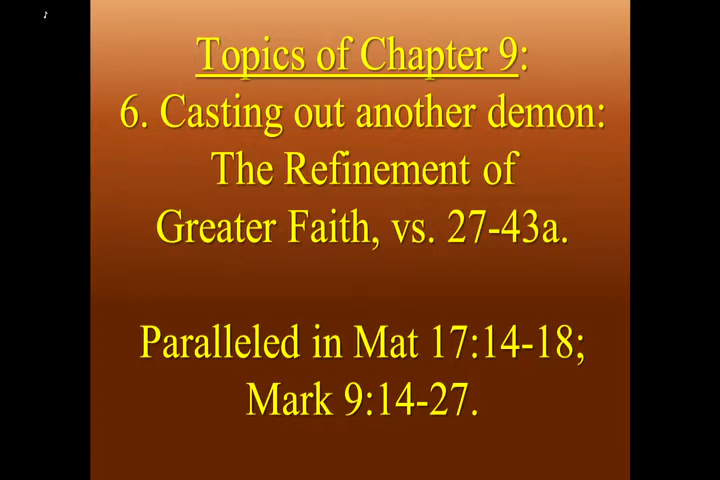 ♪
Topics of Chapter 9:
6. Casting out another demon:
The Refinement of
Greater Faith, vs. 27-43a.
Paralleled in Mat 17:14-18;
Mark 9:14-27.